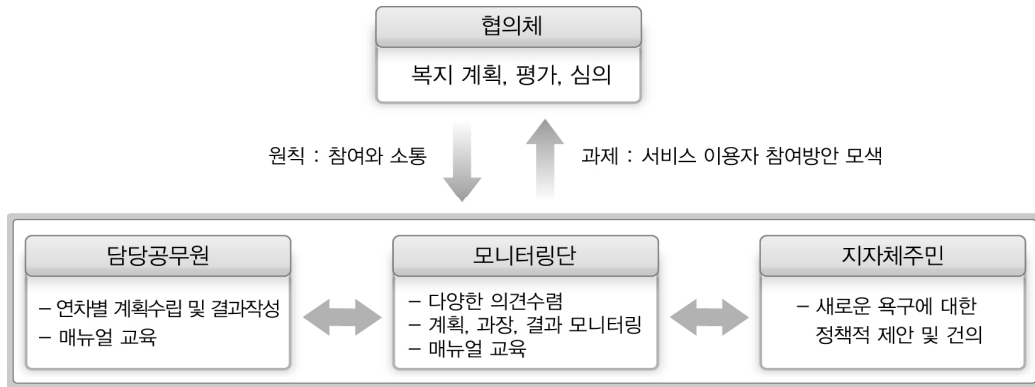 협의체
복지 계획, 평가, 심의
원칙 : 참여와 소통
과제 : 서비스 이용자 참여방안 모색
담당공무원
– 연차별 계획수립 및 결과작성
– 매뉴얼 교육
모니터링단
– 다양한 의견수렴
– 계획, 과장, 결과 모니터링
– 매뉴얼 교육
지자체주민
– 새로운 욕구에 대한
정책적 제안 및 건의